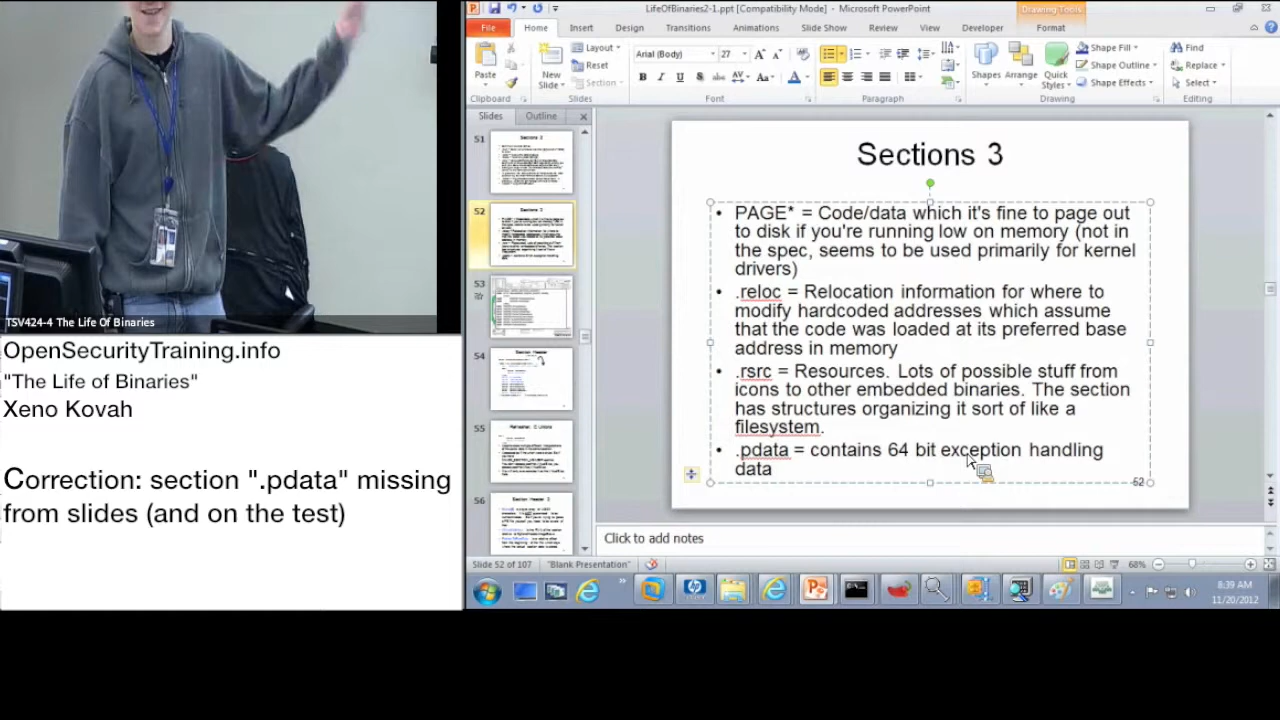 TSV424-4 The Life Of Binaries
OpenSecurityTraining.info
"The Life of Binaries"
Xeno Kovah
Correction: section ".pdata" missing
from slides (and on the test)
LifeOfBinaries2-1.ppt [Compatibility Mode] - Microsoft PowerPoint
Drawing Tools
File Home Insert Design Transitions Animations Slide Show Review View Developer Format
Paste
New
Slide
Layout
Reset
Section
Arial (Body) 27
Shapes Arrange Quick
Styles
Shape Fill
Shape Outline
Shape Effects
Find
Replace
Select
Clipboard Slides Font Paragraph Drawing Editing
Slides Outline
51
52
53
54
55
56
Sections 3
• PAGE* = Code/data which it's fine to page out
to disk if you're running low on memory (not in
the spec, seems to be used primarily for kernel
drivers)
• .reloc = Relocation information for where to
modify hardcoded addresses which assume
that the code was loaded at its preferred base
address in memory
• .rsrc = Resources. Lots of possible stuff from
icons to other embedded binaries. The section
has structures organizing it sort of like a
filesystem.
• .pdata = contains 64 bit exception handling
data
52
Click to add notes
Slide 52 of 107 "Blank Presentation" 68%
8:39 AM
11/20/2012